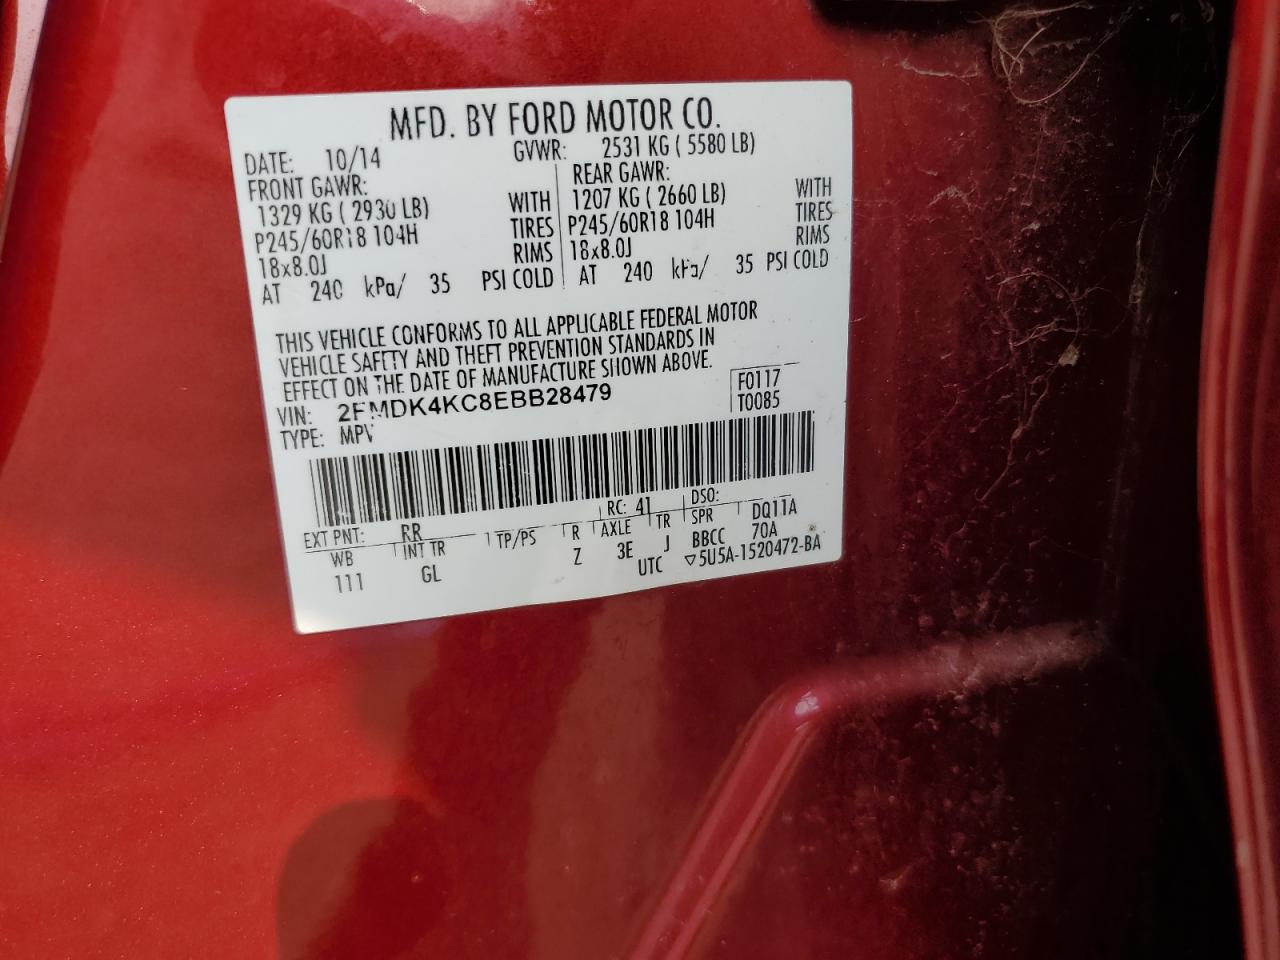 MFD. BY FORD MOTOR CO.
DATE: 10/14 GVWR: 2531 KG ( 5580 LB)
FRONT GAWR: REAR GAWR:
1329 KG ( 2930 LB) WITH 1207 KG ( 2660 LB) WITH
P245/60R18 104H TIRES P245/60R18 104H TIRES
18x8.0J RIMS 18x8.0J RIMS
AT 240 kPa/ 35 PSI COLD AT 240 kPa/ 35 PSI COLD
THIS VEHICLE CONFORMS TO ALL APPLICABLE FEDERAL MOTOR
VEHICLE SAFETY AND THEFT PREVENTION STANDARDS IN
EFFECT ON THE DATE OF MANUFACTURE SHOWN ABOVE.
VIN: 2FMDK4KC8EBB28479 F0117
TYPE: MPV T0085
EXT PNT: RR RC: 41 DSO:
WB INT TR TP/PS R AXLE TR SPR DQ11A
111 GL Z 3E J BBCC 70A
UTC ▽5U5A-1520472-BA